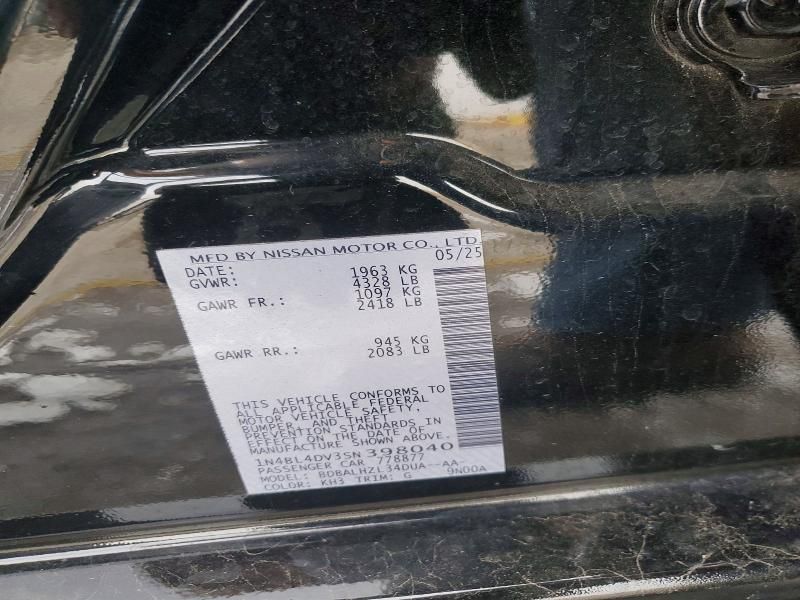 MFD BY NISSAN MOTOR CO., LTD
DATE: 05/25
GVWR: 1963 KG
4328 LB
GAWR FR.: 1097 KG
2418 LB
GAWR RR.: 945 KG
2083 LB
THIS VEHICLE CONFORMS TO
ALL APPLICABLE FEDERAL
MOTOR VEHICLE SAFETY,
BUMPER, AND THEFT
PREVENTION STANDARDS IN
EFFECT ON THE DATE OF
MANUFACTURE SHOWN ABOVE.
1N4BL4DV3SN398040
PASSENGER CAR 778877
MODEL: BDBALHZL34DUA--AA
COLOR: KH3 TRIM: G 9N00A